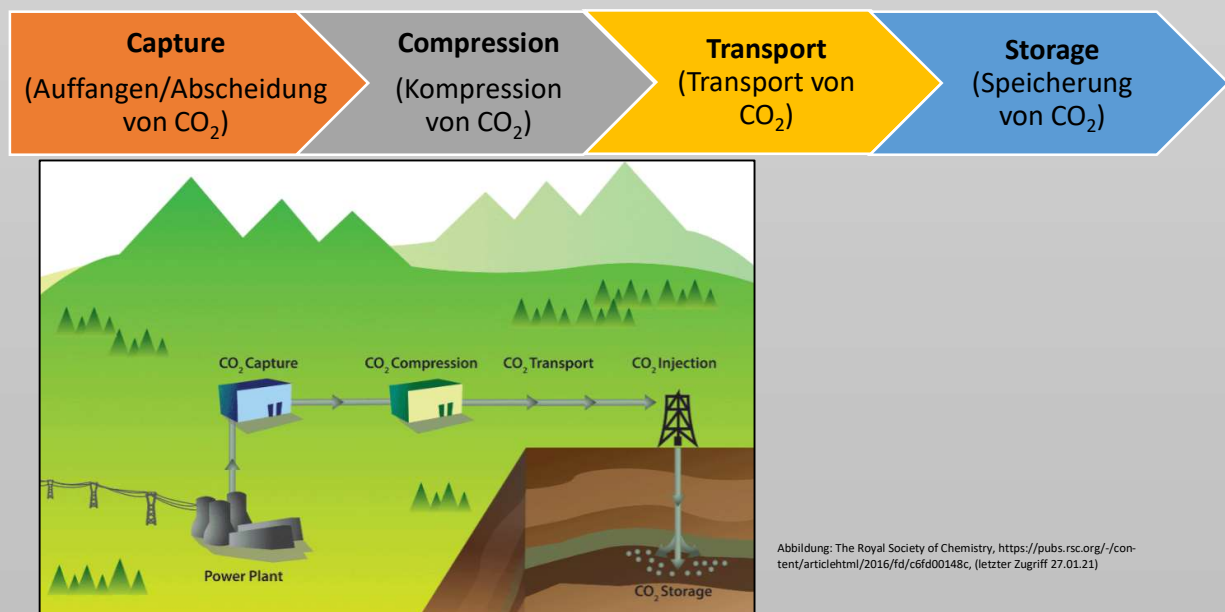 Capture
(Auffangen/Abscheidung
von CO₂)
Compression
(Kompression
von CO₂)
Transport
(Transport von
CO₂)
Storage
(Speicherung
von CO₂)
CO₂ Capture
CO₂ Compression
CO₂ Transport
CO₂ Injection
Power Plant
CO₂ Storage
Abbildung: The Royal Society of Chemistry, https://pubs.rsc.org/-/con-
tent/articlehtml/2016/fd/c6fd00148c, (letzter Zugriff 27.01.21)